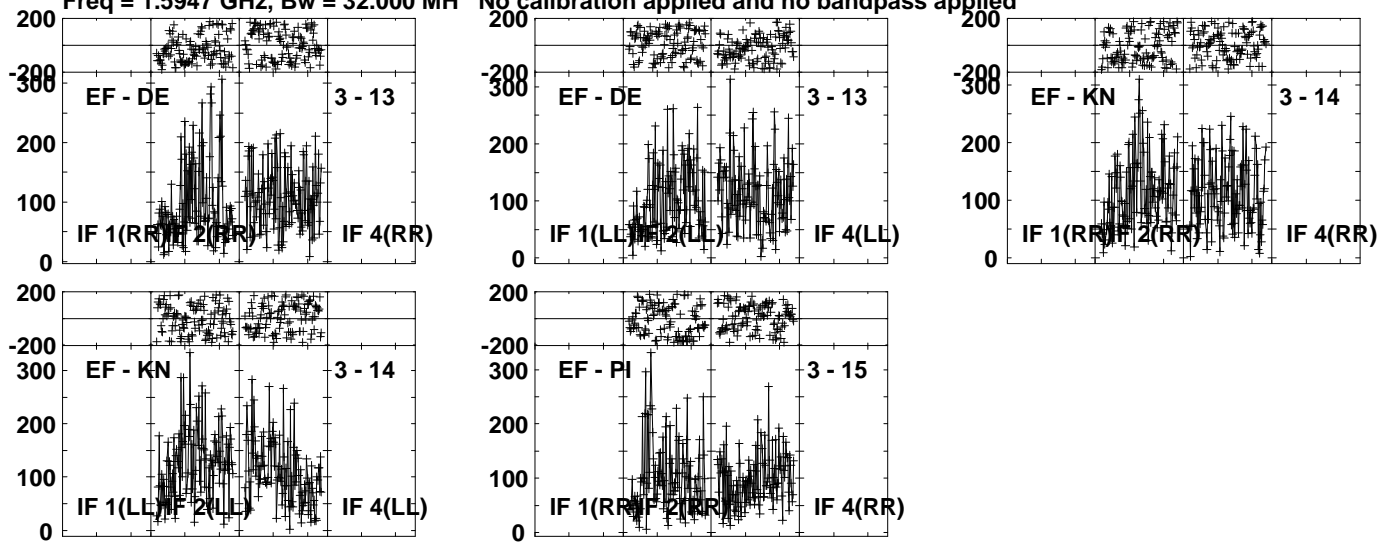 Freq = 1.5947 GHz, Bw = 32.000 MH No calibration applied and no bandpass applied
200
-200
300
200
100
0
EF - DE 3 - 13
IF 1(RR) IF 2(RR) IF 4(RR)
200
-200
300
200
100
0
EF - DE 3 - 13
IF 1(LL) IF 2(LL) IF 4(LL)
200
-200
300
200
100
0
EF - KN 3 - 14
IF 1(RR) IF 2(RR) IF 4(RR)
200
-200
300
200
100
0
EF - KN 3 - 14
IF 1(LL) IF 2(LL) IF 4(LL)
200
-200
300
200
100
0
EF - PI 3 - 15
IF 1(RR) IF 2(RR) IF 4(RR)